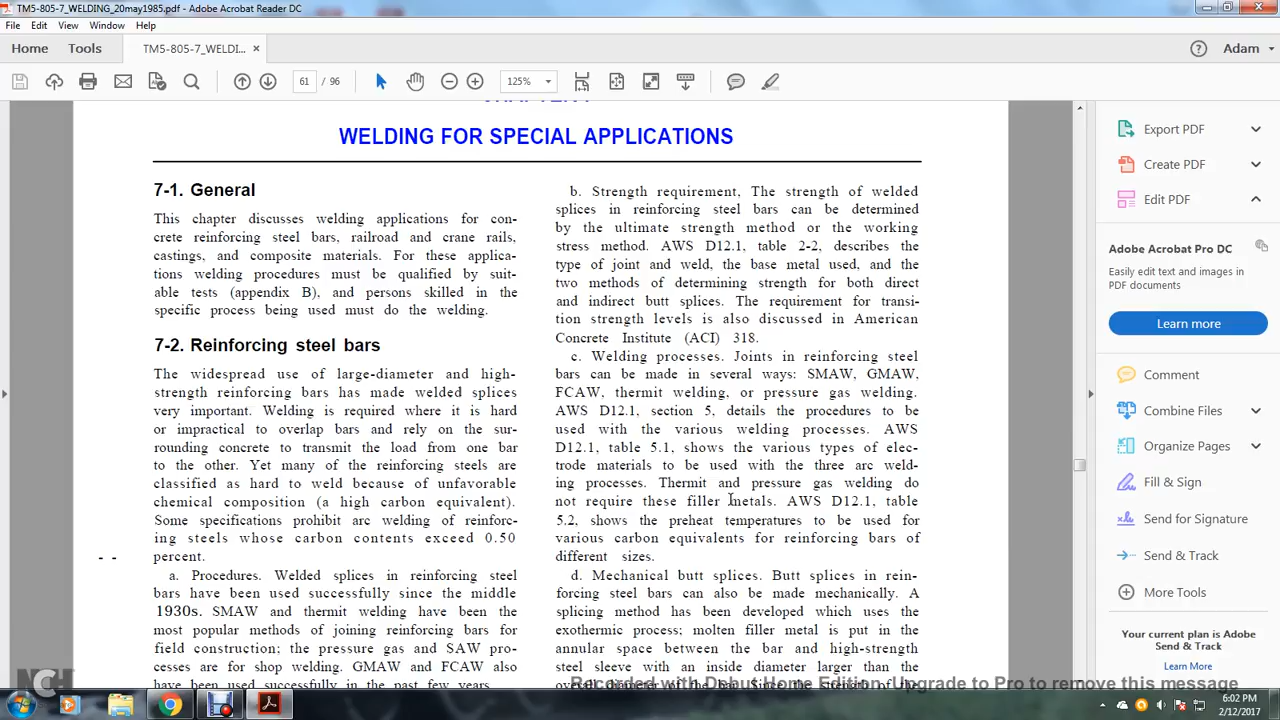 TM5-805-7_WELDING_20may1985.pdf - Adobe Acrobat Reader DC
File Edit View Window Help
Home Tools TM5-805-7_WELDI... × Adam
61 / 96 125%
WELDING FOR SPECIAL APPLICATIONS
7-1. General
This chapter discusses welding applications for con-
crete reinforcing steel bars, railroad and crane rails,
castings, and composite materials. For these applica-
tions welding procedures must be qualified by suit-
able tests (appendix B), and persons skilled in the
specific process being used must do the welding.
7-2. Reinforcing steel bars
The widespread use of large-diameter and high-
strength reinforcing bars has made welded splices
very important. Welding is required where it is hard
or impractical to overlap bars and rely on the sur-
rounding concrete to transmit the load from one bar
to the other. Yet many of the reinforcing steels are
classified as hard to weld because of unfavorable
chemical composition (a high carbon equivalent).
Some specifications prohibit arc welding of reinforc-
ing steels whose carbon contents exceed 0.50
percent.
a. Procedures. Welded splices in reinforcing steel
bars have been used successfully since the middle
1930s. SMAW and thermit welding have been the
most popular methods of joining reinforcing bars for
field construction; the pressure gas and SAW pro-
cesses are for shop welding. GMAW and FCAW also
have been used successfully in the past few years
b. Strength requirement, The strength of welded
splices in reinforcing steel bars can be determined
by the ultimate strength method or the working
stress method. AWS D12.1, table 2-2, describes the
type of joint and weld, the base metal used, and the
two methods of determining strength for both direct
and indirect butt splices. The requirement for transi-
tion strength levels is also discussed in American
Concrete Institute (ACI) 318.
c. Welding processes. Joints in reinforcing steel
bars can be made in several ways: SMAW, GMAW,
FCAW, thermit welding, or pressure gas welding.
AWS D12.1, section 5, details the procedures to be
used with the various welding processes. AWS
D12.1, table 5.1, shows the various types of elec-
trode materials to be used with the three arc weld-
ing processes. Thermit and pressure gas welding do
not require these filler metals. AWS D12.1, table
5.2, shows the preheat temperatures to be used for
various carbon equivalents for reinforcing bars of
different sizes.
d. Mechanical butt splices. Butt splices in rein-
forcing steel bars can also be made mechanically. A
splicing method has been developed which uses the
exothermic process; molten filler metal is put in the
annular space between the bar and high-strength
steel sleeve with an inside diameter larger than the
Export PDF
Create PDF
Edit PDF
Adobe Acrobat Pro DC
Easily edit text and images in
PDF documents
Learn more
Comment
Combine Files
Organize Pages
Fill & Sign
Send for Signature
Send & Track
More Tools
Your current plan is Adobe
Send & Track
Learn More
Recorded with Debut Home Edition. Upgrade to Pro to remove this message
NCH
6:02 PM
2/12/2017